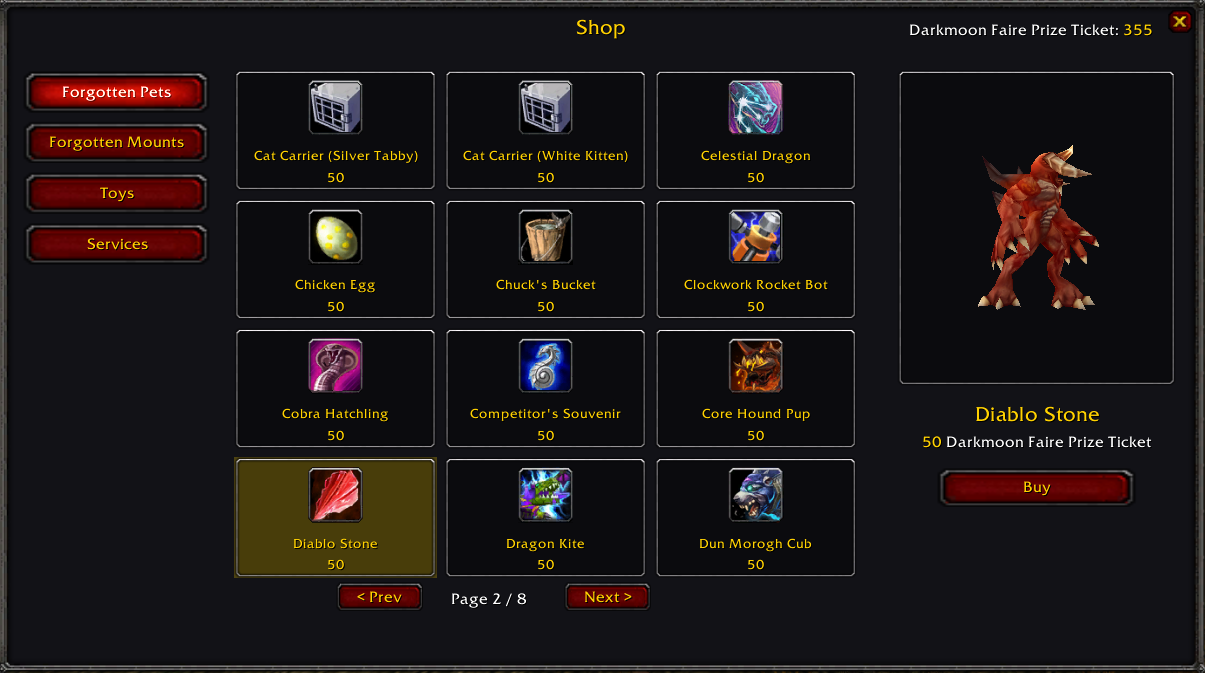 Shop
Darkmoon Faire Prize Ticket: 355
Forgotten Pets
Forgotten Mounts
Toys
Services
Cat Carrier (Silver Tabby)
50
Cat Carrier (White Kitten)
50
Celestial Dragon
50
Chicken Egg
50
Chuck's Bucket
50
Clockwork Rocket Bot
50
Cobra Hatchling
50
Competitor's Souvenir
50
Core Hound Pup
50
Diablo Stone
50
Dragon Kite
50
Dun Morogh Cub
50
< Prev
Page 2 / 8
Next >
Diablo Stone
50 Darkmoon Faire Prize Ticket
Buy